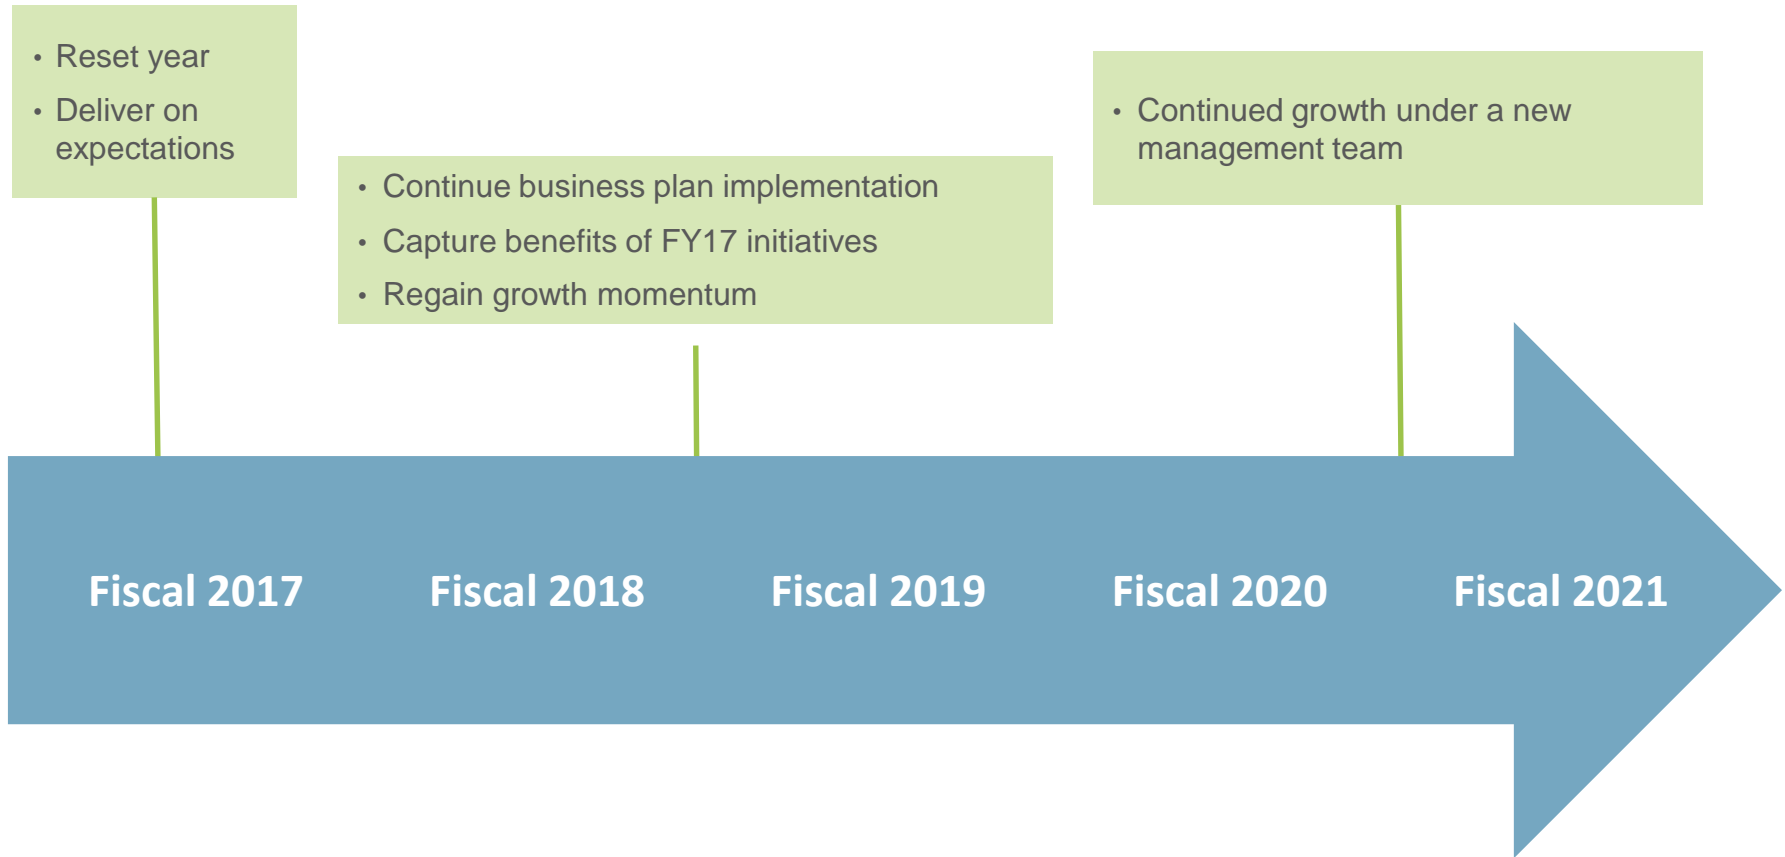 • Reset year
• Deliver on
expectations
• Continue business plan implementation
• Capture benefits of FY17 initiatives
• Regain growth momentum
• Continued growth under a new
management team
Fiscal 2017 Fiscal 2018 Fiscal 2019 Fiscal 2020 Fiscal 2021